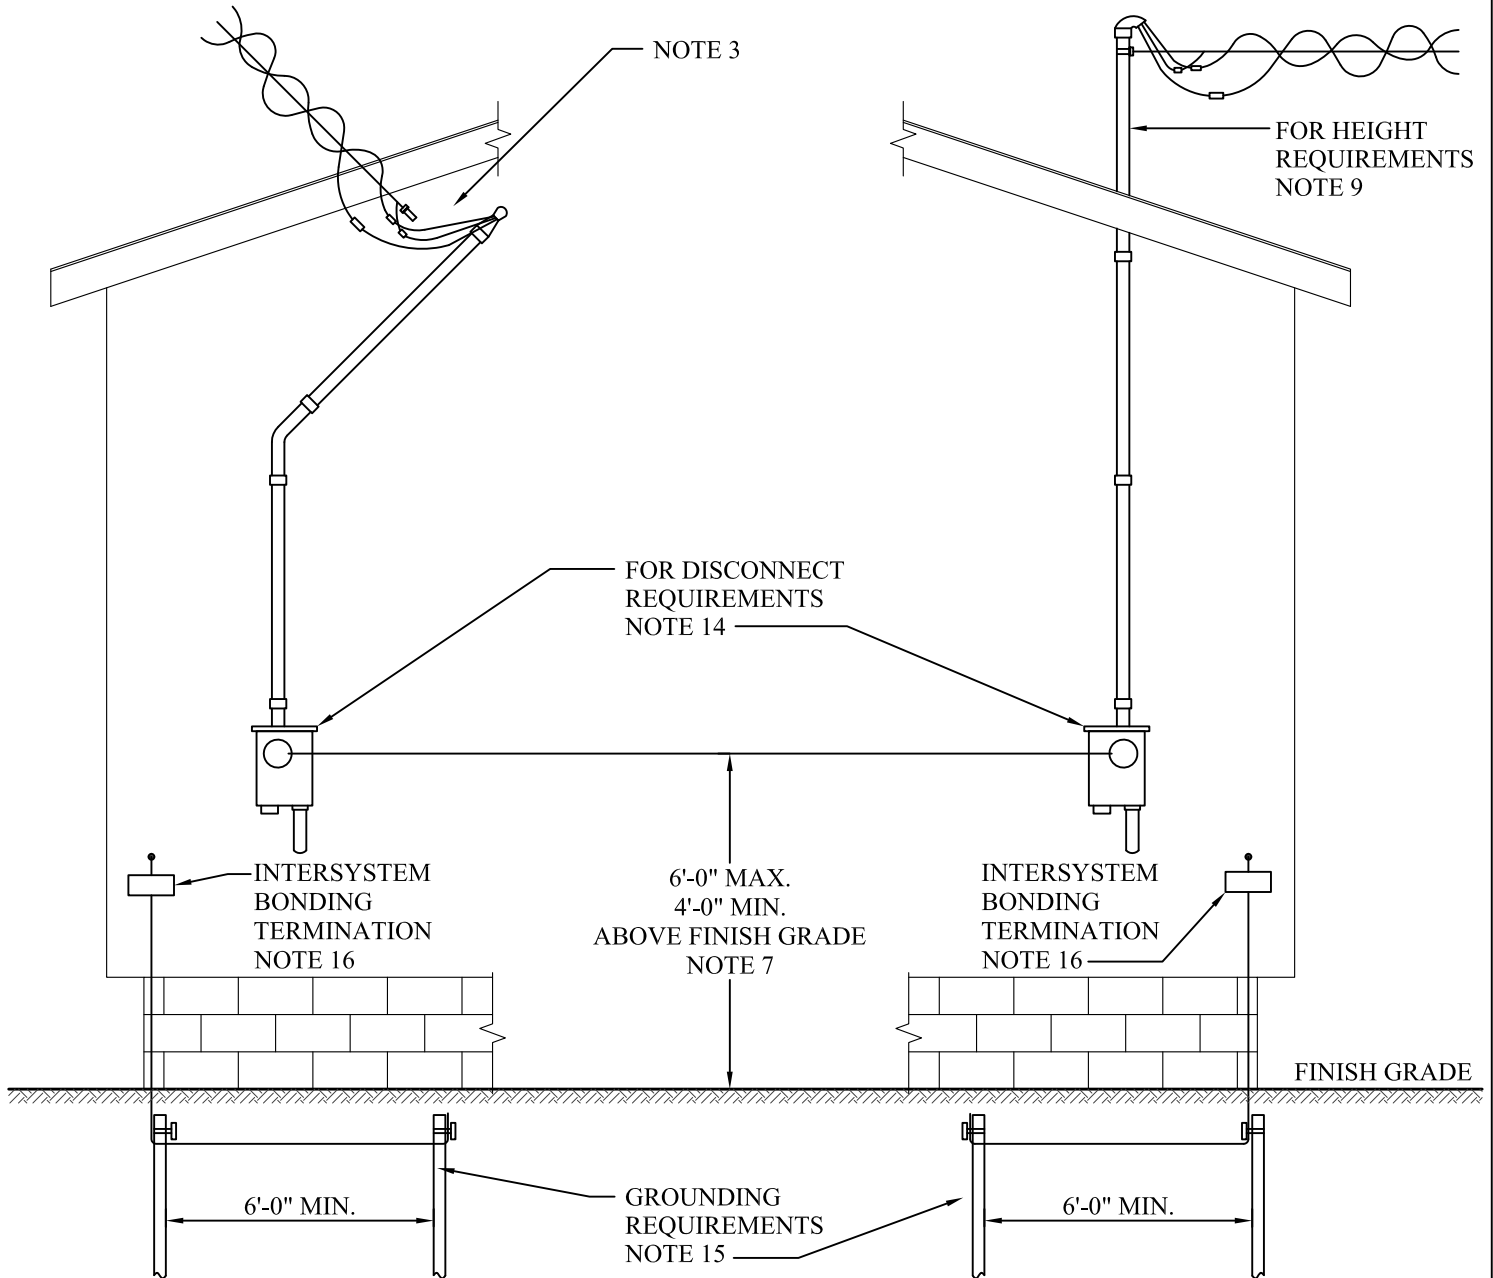 NOTE 3
FOR HEIGHT
REQUIREMENTS
NOTE 9
FOR DISCONNECT
REQUIREMENTS
NOTE 14
INTERSYSTEM
BONDING
TERMINATION
NOTE 16
6'-0" MAX.
4'-0" MIN.
ABOVE FINISH GRADE
NOTE 7
INTERSYSTEM
BONDING
TERMINATION
NOTE 16
FINISH GRADE
6'-0" MIN.
GROUNDING
REQUIREMENTS
NOTE 15
6'-0" MIN.